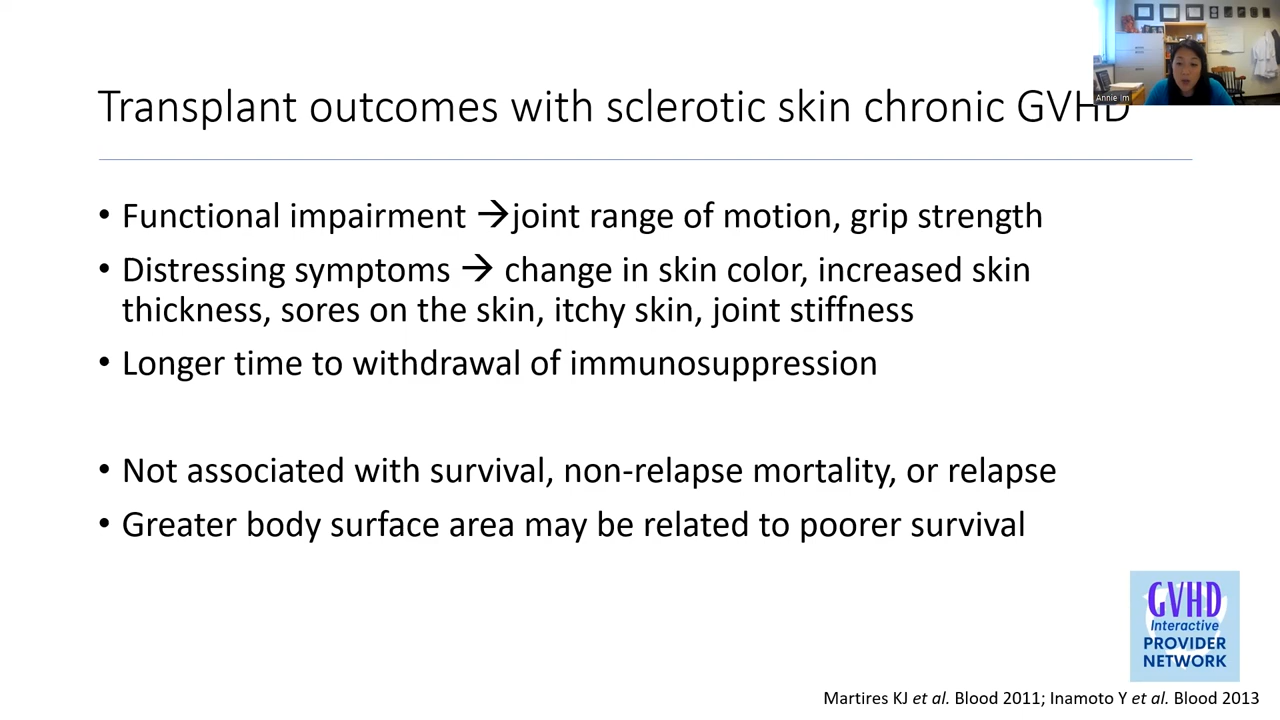 Annie Im
Transplant outcomes with sclerotic skin chronic GVHD
• Functional impairment →joint range of motion, grip strength
• Distressing symptoms → change in skin color, increased skin
thickness, sores on the skin, itchy skin, joint stiffness
• Longer time to withdrawal of immunosuppression
• Not associated with survival, non-relapse mortality, or relapse
• Greater body surface area may be related to poorer survival
GVHD
Interactive
PROVIDER
NETWORK
Martires KJ et al. Blood 2011; Inamoto Y et al. Blood 2013